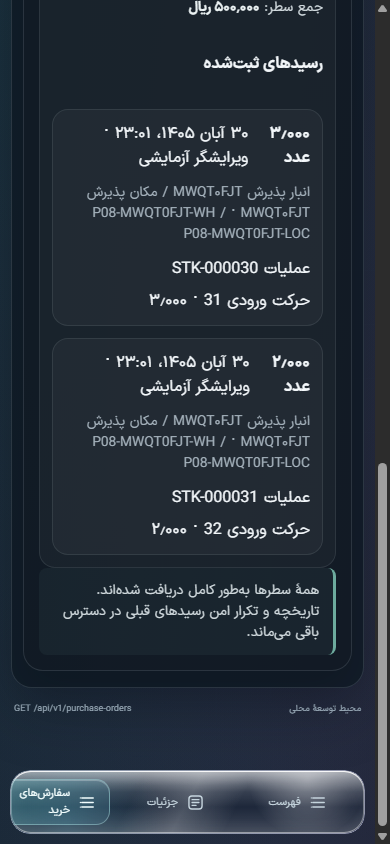 جمع سطر: ۵۰۰٬۰۰۰ ریال
رسیدهای ثبت‌شده
۳٫۰۰۰ عدد
۳۰ آبان ۱۴۰۵، ۲۳:۰۱ ·
ویرایشگر آزمایشی
انبار پذیرش MWQT۰FJT / مکان پذیرش
MWQT۰FJT · P08-MWQT0FJT-WH /
P08-MWQT0FJT-LOC
عملیات STK-000030
حرکت ورودی 31 · ۳٫۰۰۰
۲٫۰۰۰ عدد
۳۰ آبان ۱۴۰۵، ۲۳:۰۱ ·
ویرایشگر آزمایشی
انبار پذیرش MWQT۰FJT / مکان پذیرش
MWQT۰FJT · P08-MWQT0FJT-WH /
P08-MWQT0FJT-LOC
عملیات STK-000031
حرکت ورودی 32 · ۲٫۰۰۰
همهٔ سطرها به‌طور کامل دریافت شده‌اند.
تاریخچه و تکرار امن رسیدهای قبلی در دسترس
باقی می‌ماند.
محیط توسعهٔ محلی
GET /api/v1/purchase-orders
فهرست
جزئیات
سفارش‌های
خرید